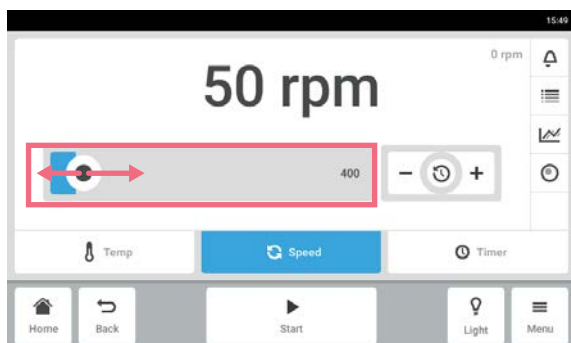 15:49
0 rpm
50 rpm
400
− +
Temp
Speed
Timer
Home
Back
Start
Light
Menu